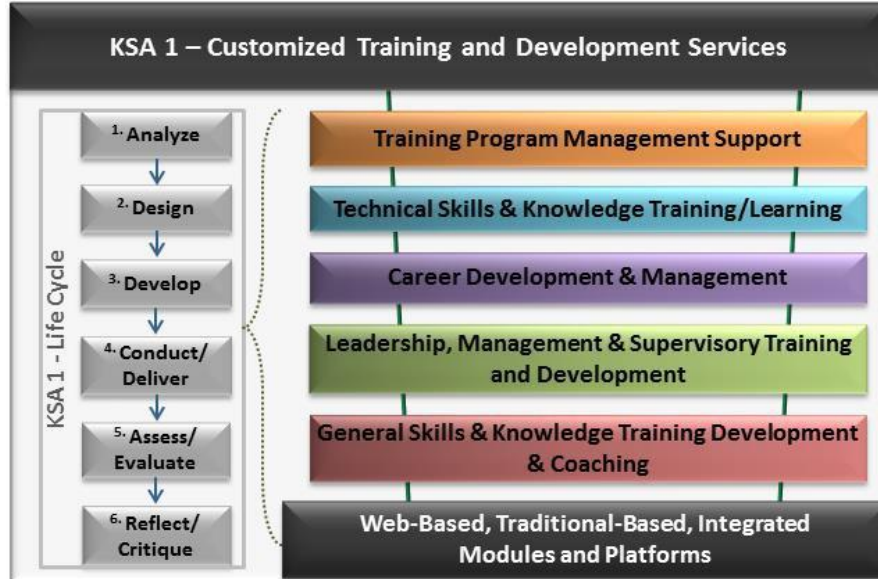 KSA 1 – Customized Training and Development Services
KSA 1 - Life Cycle
1. Analyze
2. Design
3. Develop
4. Conduct/
Deliver
5. Assess/
Evaluate
6. Reflect/
Critique
Training Program Management Support
Technical Skills & Knowledge Training/Learning
Career Development & Management
Leadership, Management & Supervisory Training
and Development
General Skills & Knowledge Training Development
& Coaching
Web-Based, Traditional-Based, Integrated
Modules and Platforms